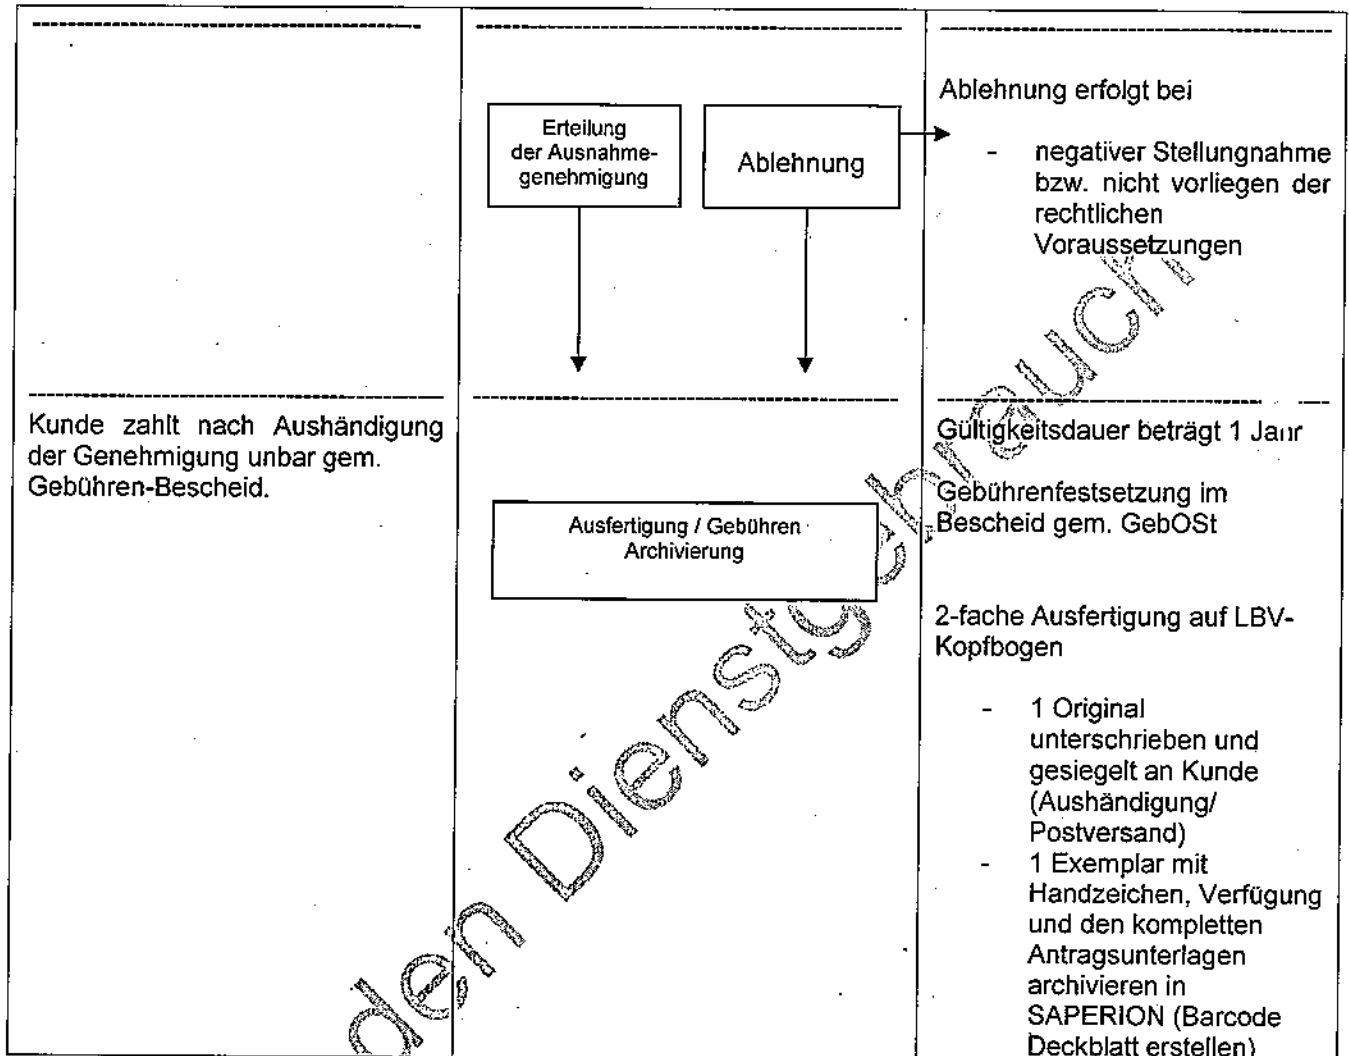 Ablehnung erfolgt bei
Erteilung
der Ausnahme-
genehmigung
Ablehnung
- negativer Stellungnahme
bzw. nicht vorliegen der
rechtlichen
Voraussetzungen
Kunde zahlt nach Aushändigung
der Genehmigung unbar gem.
Gebühren-Bescheid.
Ausfertigung / Gebühren
Archivierung
Gültigkeitsdauer beträgt 1 Jahr
Gebührenfestsetzung im
Bescheid gem. GebOSt
2-fache Ausfertigung auf LBV-
Kopfbogen
- 1 Original
unterschrieben und
gesiegelt an Kunde
(Aushändigung/
Postversand)
- 1 Exemplar mit
Handzeichen, Verfügung
und den kompletten
Antragsunterlagen
archivieren in
SAPERION (Barcode
Deckblatt erstellen)
den Dienstgebrauch